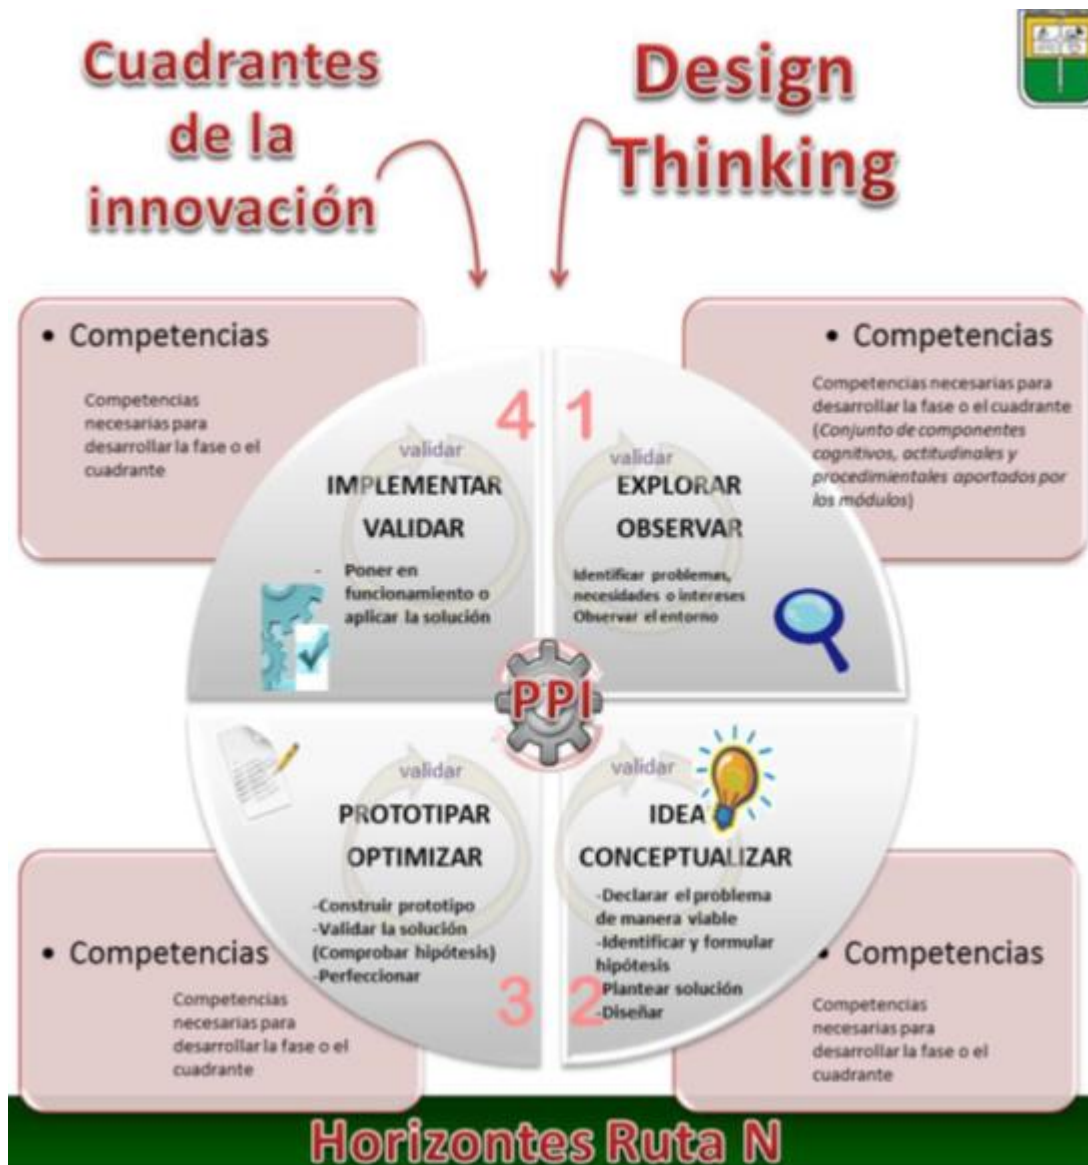 Cuadrantes
de la
innovación
Design
Thinking
• Competencias
Competencias
necesarias para
desarrollar la fase o el
cuadrante
• Competencias
Competencias necesarias para
desarrollar la fase o el cuadrante
(Conjunto de componentes
cognitivos, actitudinales y
procedimientales aportados por
los módulos)
4
validar
IMPLEMENTAR
VALIDAR
- Poner en
funcionamiento o
aplicar la solución
1
validar
EXPLORAR
OBSERVAR
Identificar problemas,
necesidades o intereses
Observar el entorno
PPI
validar
PROTOTIPAR
OPTIMIZAR
-Construir prototipo
-Validar la solución
(Comprobar hipótesis)
-Perfeccionar
3
validar
IDEA
CONCEPTUALIZAR
-Declarar el problema
de manera viable
-Identificar y formular
hipótesis
-Plantear solución
-Diseñar
2
• Competencias
Competencias
necesarias para
desarrollar la fase o el
cuadrante
• Competencias
Competencias
necesarias para
desarrollar la fase o el
cuadrante
Horizontes Ruta N